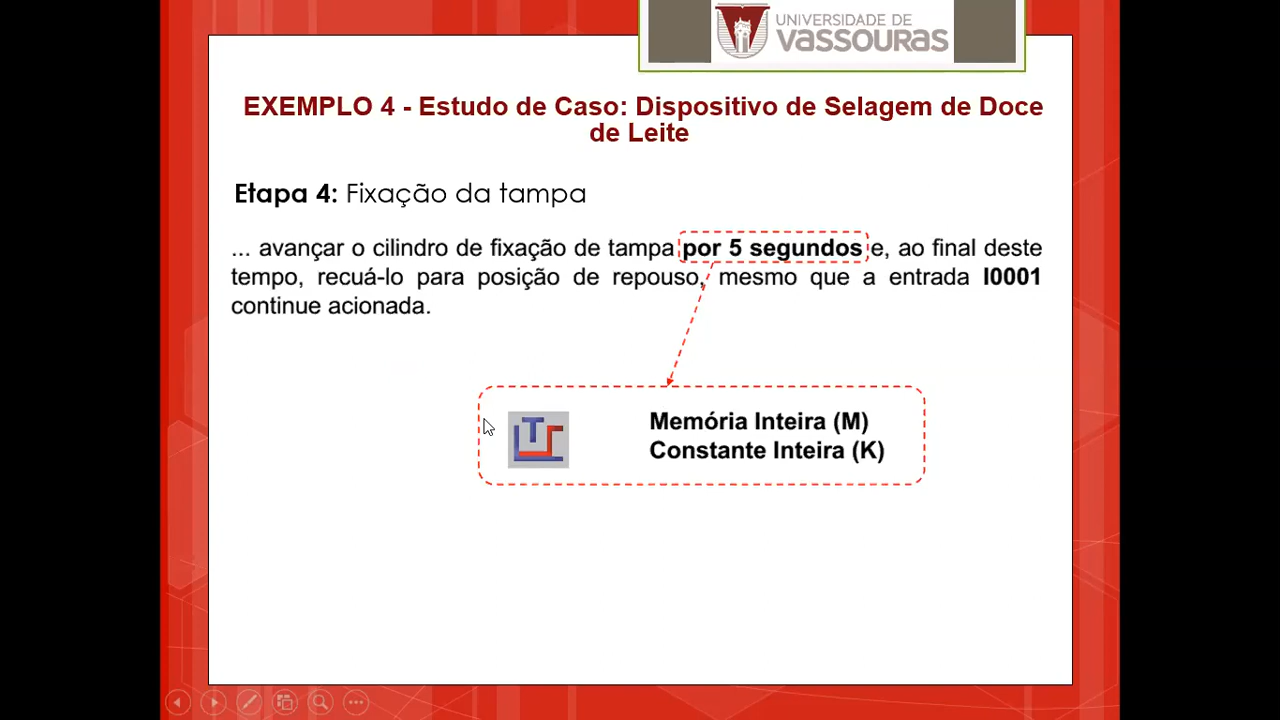 UNIVERSIDADE DE
VASSOURAS
EXEMPLO 4 - Estudo de Caso: Dispositivo de Selagem de Doce
de Leite
Etapa 4: Fixação da tampa
... avançar o cilindro de fixação de tampa por 5 segundos e, ao final deste
tempo, recuá-lo para posição de repouso, mesmo que a entrada I0001
continue acionada.
T
Memória Inteira (M)
Constante Inteira (K)